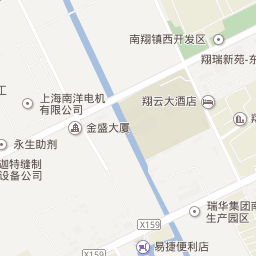 南翔镇西开发区
翔瑞新苑-东
工
上海南洋电机
有限公司
翔云大酒店
金盛大厦
永生助剂
迦特缝制
设备公司
瑞华集团南
生产园区
X159
X159
易捷便利店